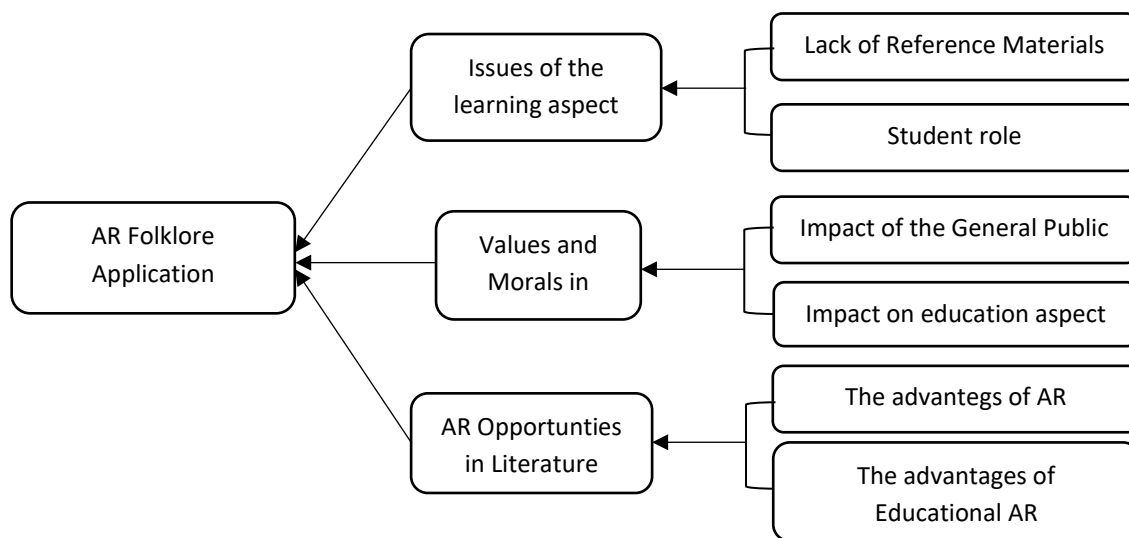 AR Folklore
Application
Issues of the
learning aspect
Lack of Reference Materials
Student role
Values and
Morals in
Impact of the General Public
Impact on education aspect
AR Opportunties
in Literature
The advantegs of AR
The advantages of
Educational AR